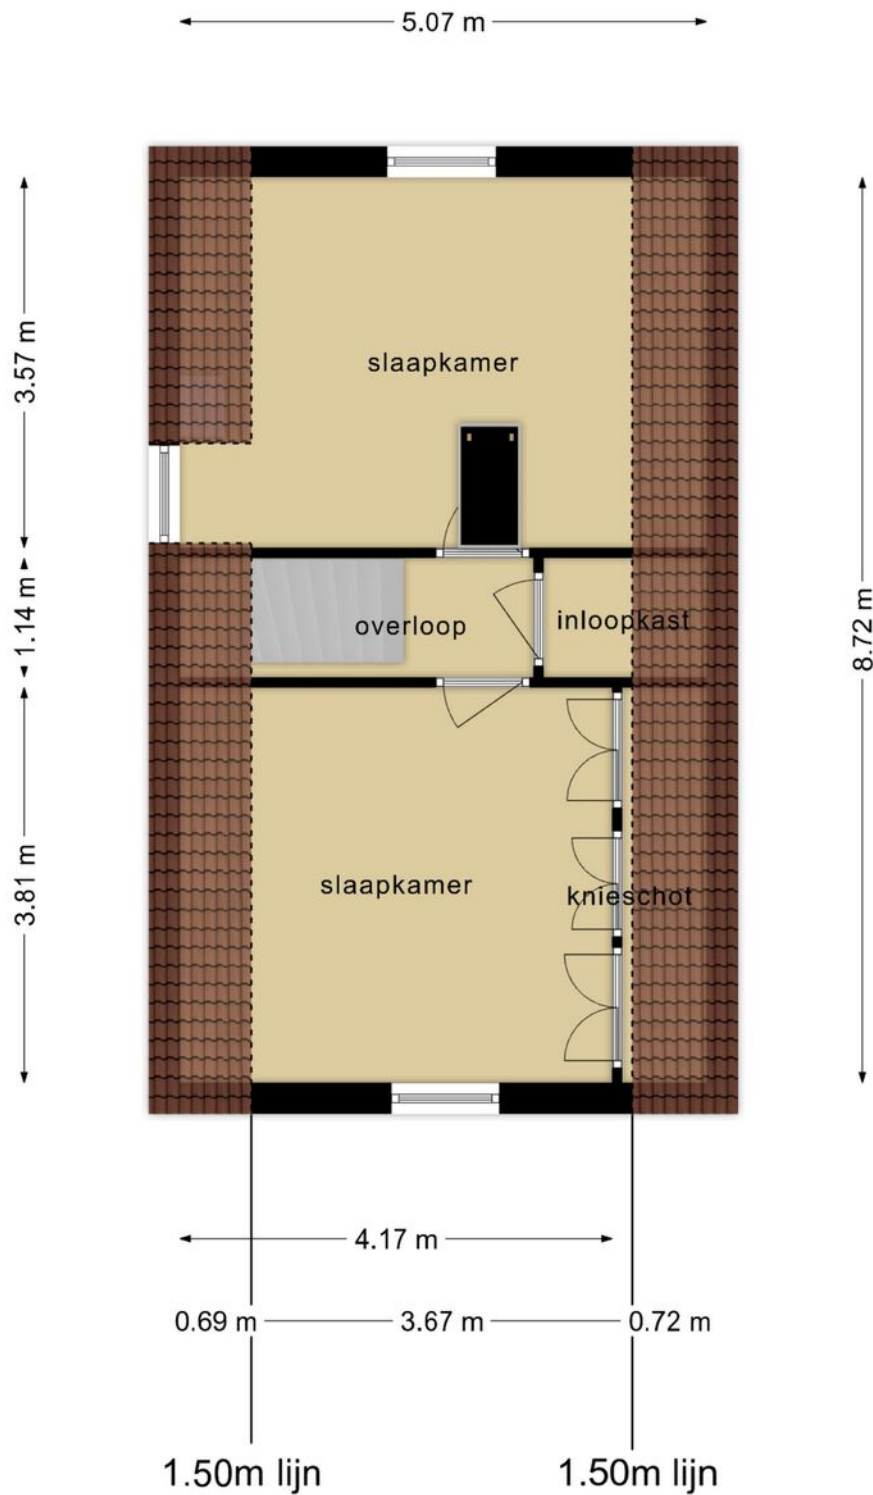 5.07 m
3.57 m
slaapkamer
1.14 m
overloop
inloopkast
8.72 m
3.81 m
slaapkamer
knieschot
4.17 m
0.69 m
3.67 m
0.72 m
1.50m lijn
1.50m lijn